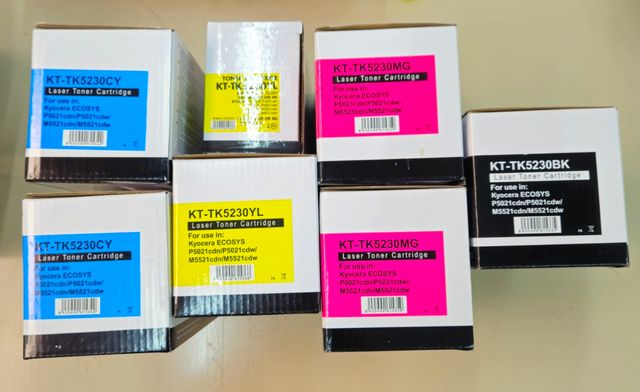 KT-TK5230CY
Laser Toner Cartridge
For use in:
Kyocera ECOSYS
P5021cdn/P5021cdw/
M5521cdn/M5521cdw
KT-TK5230MG
Laser Toner Cartridge
For use in:
Kyocera ECOSYS
P5021cdn/P5021cdw/
M5521cdn/M5521cdw
KT-TK5230BK
Laser Toner Cartridge
For use in:
Kyocera ECOSYS
P5021cdn/P5021cdw/
M5521cdn/M5521cdw
KT-TK5230CY
Laser Toner Cartridge
For use in:
Kyocera ECOSYS
P5021cdn/P5021cdw/
M5521cdn/M5521cdw
KT-TK5230YL
Laser Toner Cartridge
For use in:
Kyocera ECOSYS
P5021cdn/P5021cdw/
M5521cdn/M5521cdw
KT-TK5230MG
Laser Toner Cartridge
For use in:
Kyocera ECOSYS
P5021cdn/P5021cdw/
M5521cdn/M5521cdw